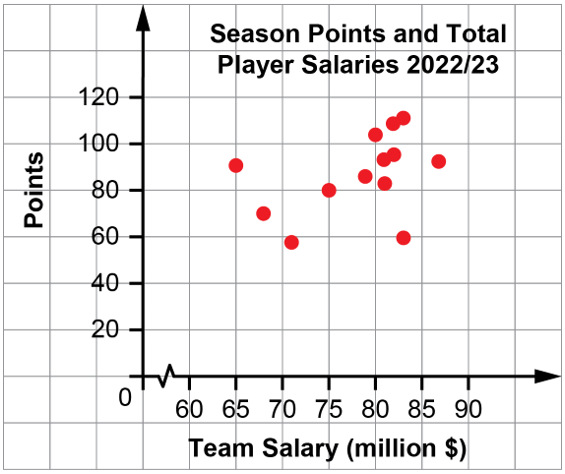 Season Points and Total
Player Salaries 2022/23
Points
120
100
80
60
40
20
0
60 65 70 75 80 85 90
Team Salary (million $)